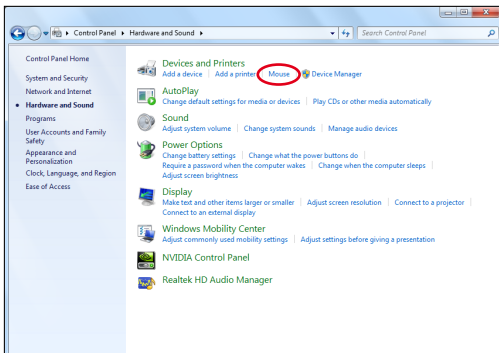 Control Panel ▸ Hardware and Sound ▸
Search Control Panel
Control Panel Home
System and Security
Network and Internet
Hardware and Sound
Programs
User Accounts and Family
Safety
Appearance and
Personalization
Clock, Language, and Region
Ease of Access
Devices and Printers
Add a device | Add a printer | Mouse | Device Manager
AutoPlay
Change default settings for media or devices | Play CDs or other media automatically
Sound
Adjust system volume | Change system sounds | Manage audio devices
Power Options
Change battery settings | Change what the power buttons do |
Require a password when the computer wakes | Change when the computer sleeps |
Adjust screen brightness
Display
Make text and other items larger or smaller | Adjust screen resolution | Connect to a projector |
Connect to an external display
Windows Mobility Center
Adjust commonly used mobility settings | Adjust settings before giving a presentation
NVIDIA Control Panel
Realtek HD Audio Manager